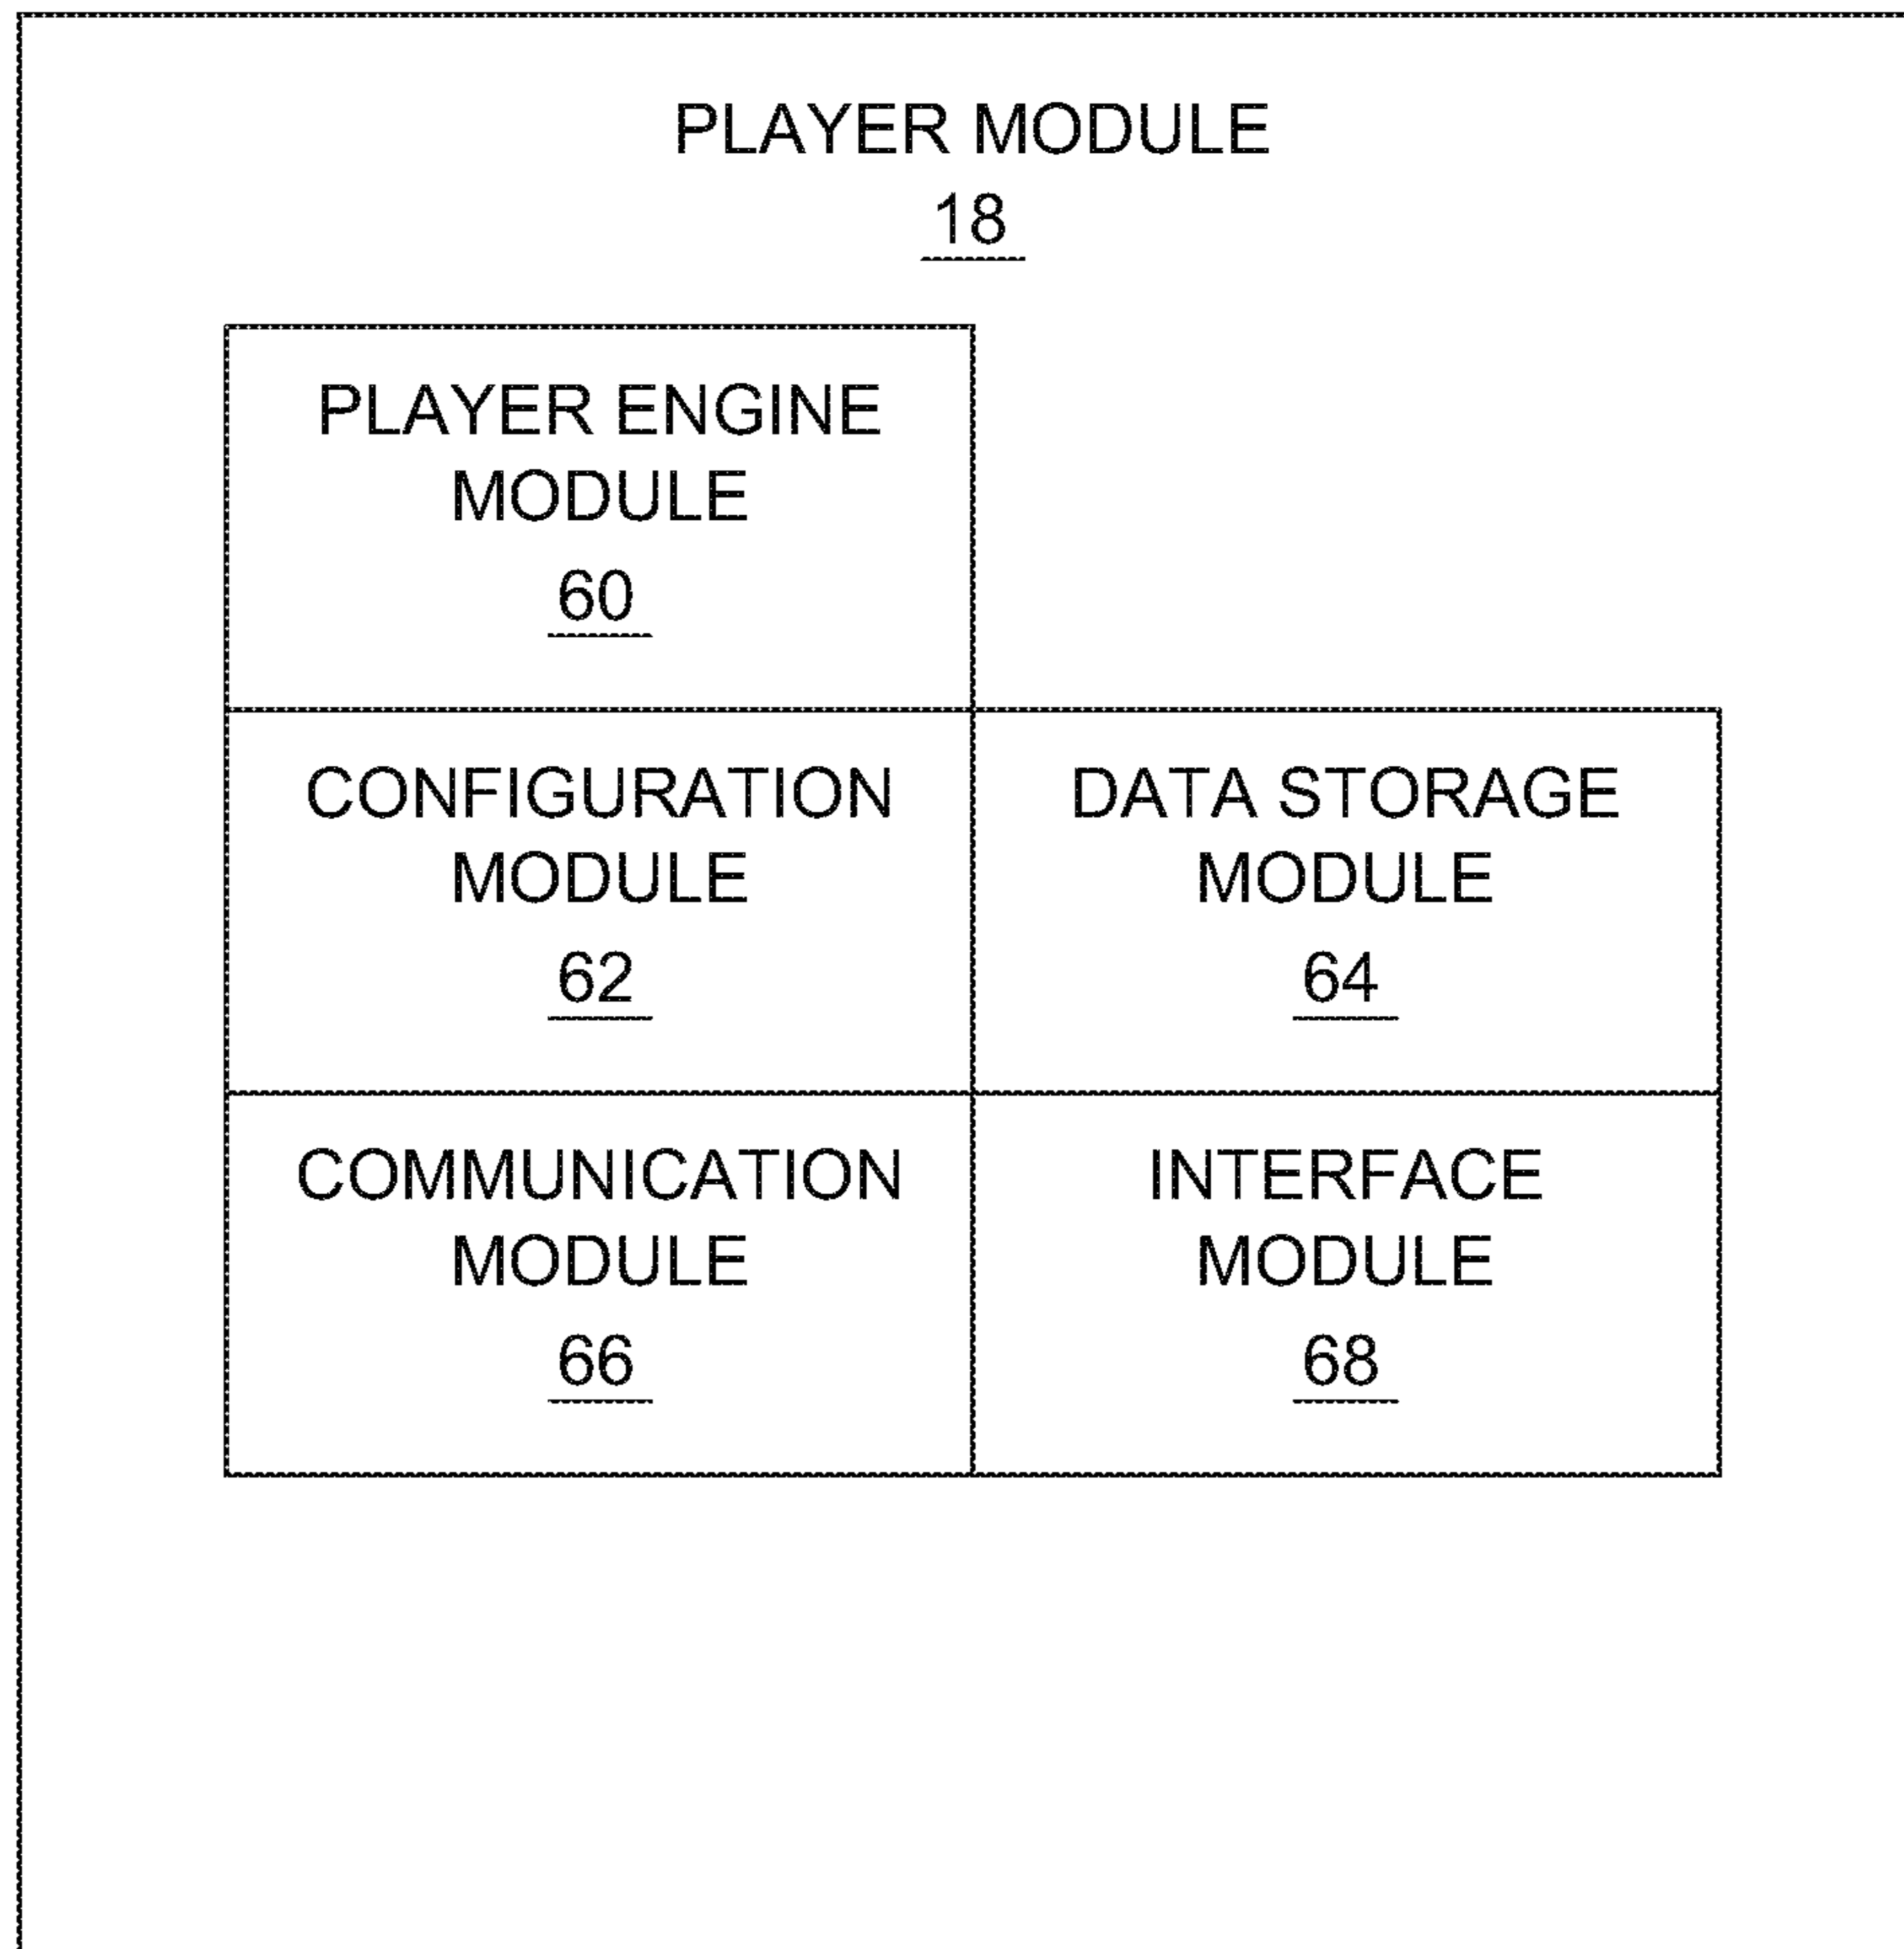 PLAYER MODULE
18
PLAYER ENGINE
MODULE
60
CONFIGURATION
MODULE
62
DATA STORAGE
MODULE
64
COMMUNICATION
MODULE
66
INTERFACE
MODULE
68